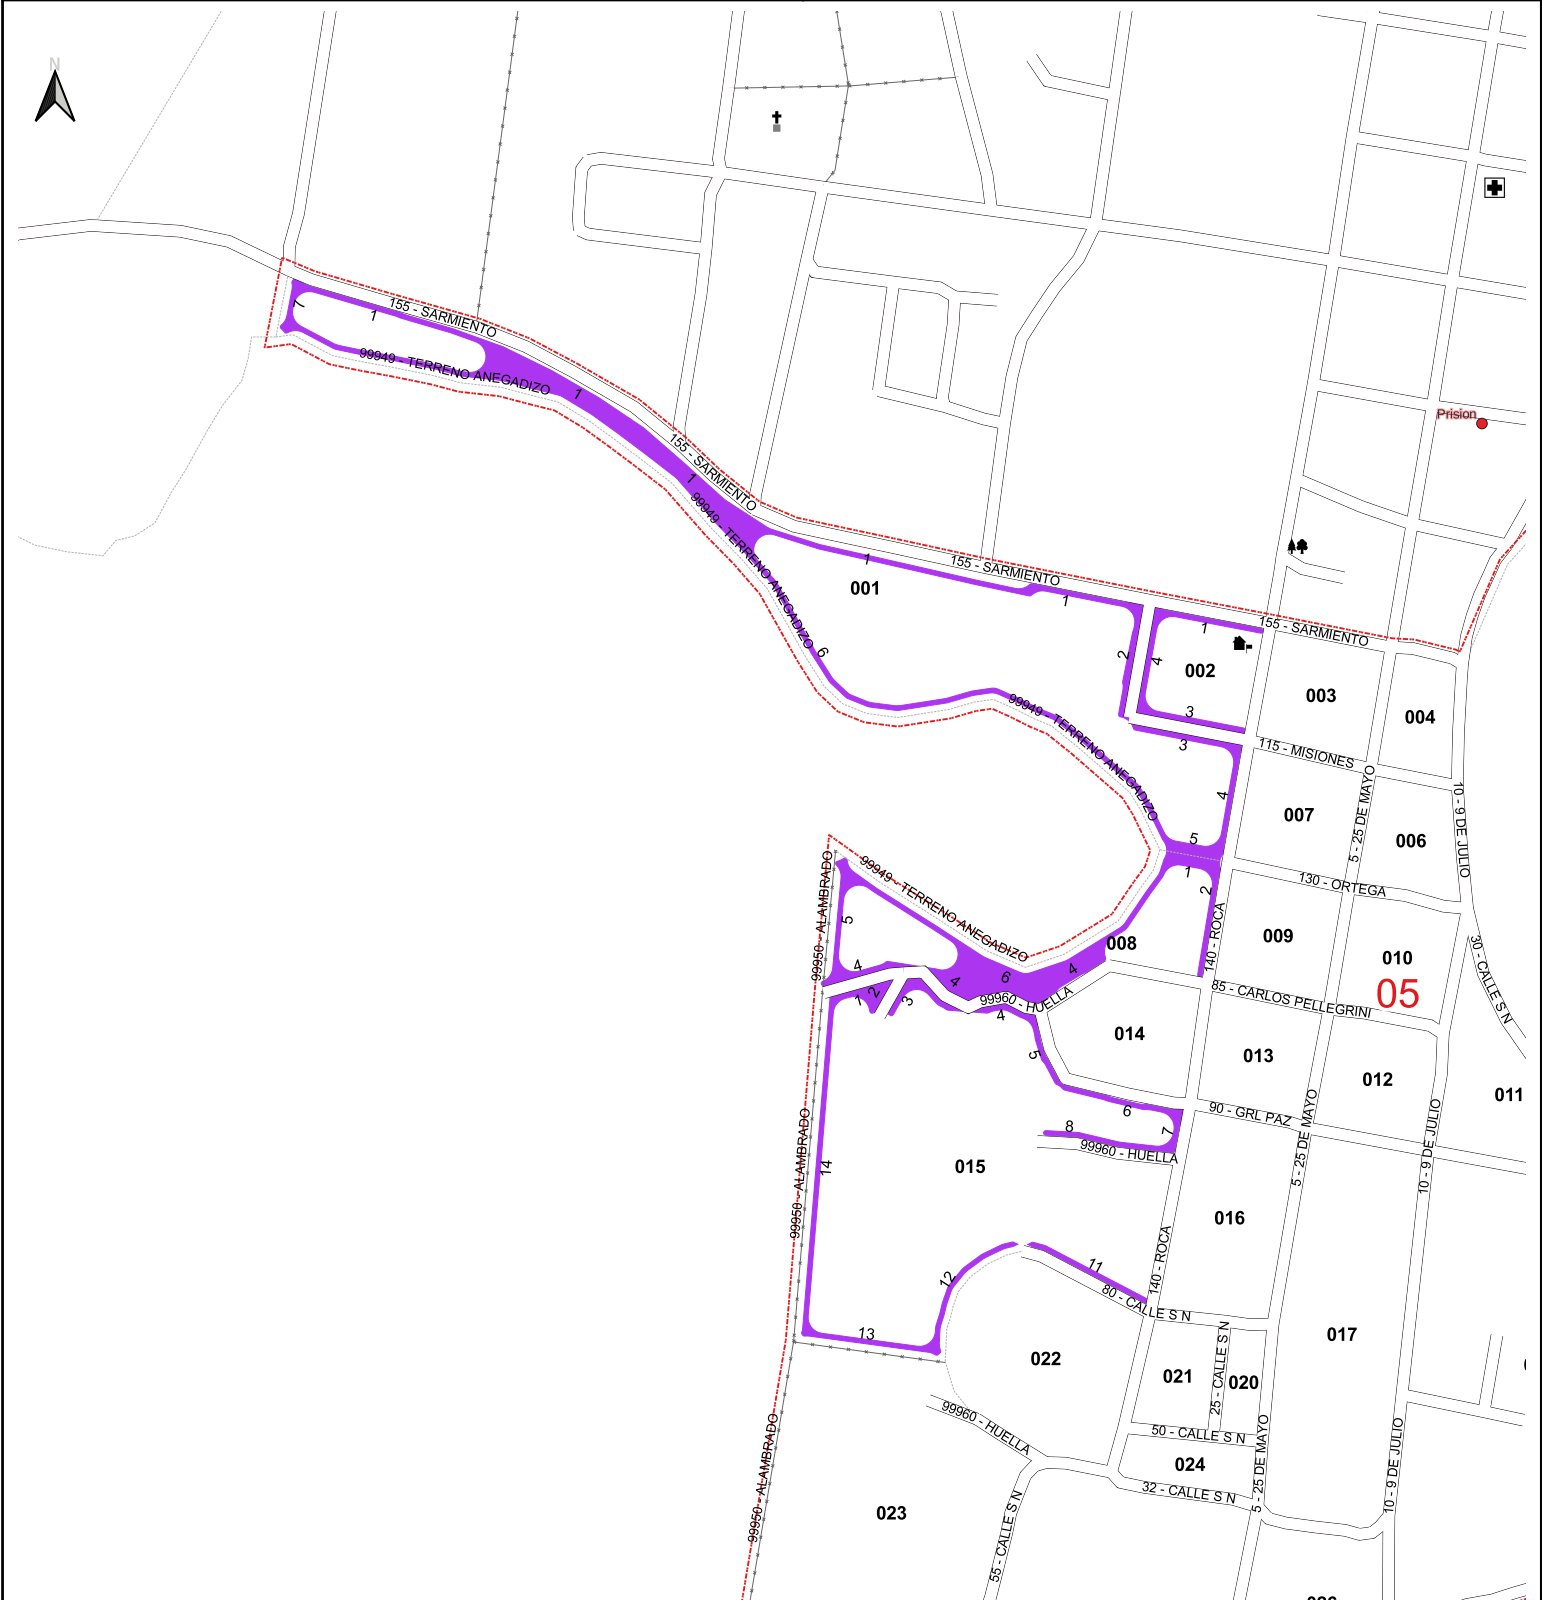 N
155 - SARMIENTO
7
1
99949 - TERRENO ANEGADIZO
1
Prision
155 - SARMIENTO
1
99949 - TERRENO ANEGADIZO
1
155 - SARMIENTO
001
1
1
155 - SARMIENTO
6
2
4
002
003
3
004
99949 - TERRENO ANEGADIZO
3
115 - MISIONES
4
007
5 - 25 DE MAYO
006
10 - 9 DE JULIO
5
1
2
130 - ORTEGA
99950 - ALAMBRADO
99949 - TERRENO ANEGADIZO
5
008
140 - ROCA
009
010
30 - CALLE S N
4
4
6
4
05
1
2
3
99960 - HUELLA
4
85 - CARLOS PELLEGRINI
014
013
5
012
011
6
7
8
90 - GRL PAZ
99960 - HUELLA
99950 - ALAMBRADO
14
015
5 - 25 DE MAYO
10 - 9 DE JULIO
016
140 - ROCA
11
12
80 - CALLE S N
13
017
022
021
25 - CALLE S N
020
99960 - HUELLA
50 - CALLE S N
024
32 - CALLE S N
5 - 25 DE MAYO
10 - 9 DE JULIO
99950 - ALAMBRADO
023
55 - CALLE S N